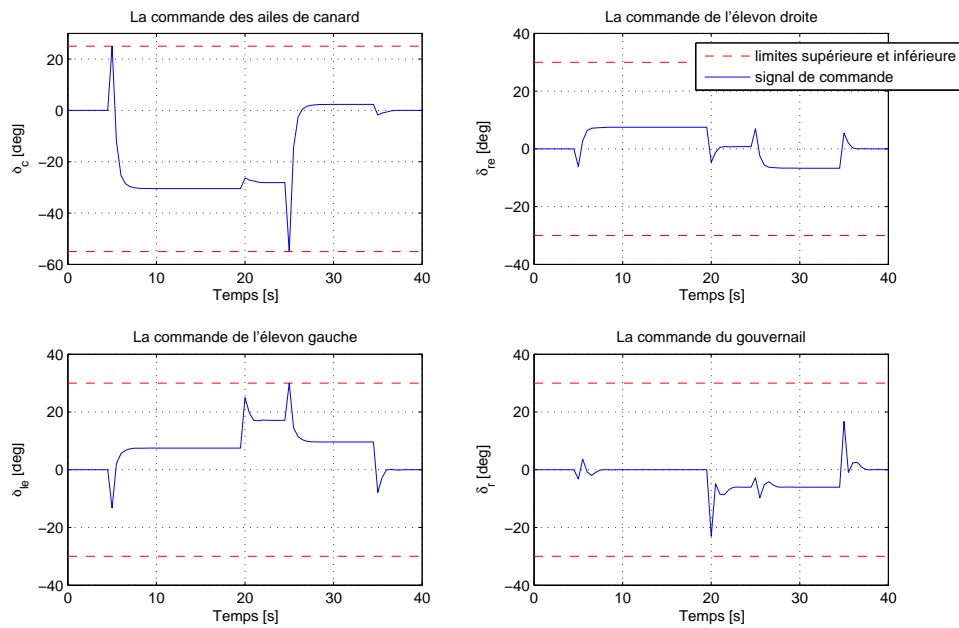 La commande des ailes de canard
20
0
−20
−40
−60
δc [deg]
0 10 20 30 40
Temps [s]
La commande de l'élevon droite
limites supérieure et inférieure
signal de commande
40
20
0
−20
−40
δre [deg]
0 10 20 30 40
Temps [s]
La commande de l'élevon gauche
40
20
0
−20
−40
δle [deg]
0 10 20 30 40
Temps [s]
La commande du gouvernail
40
20
0
−20
−40
δr [deg]
0 10 20 30 40
Temps [s]